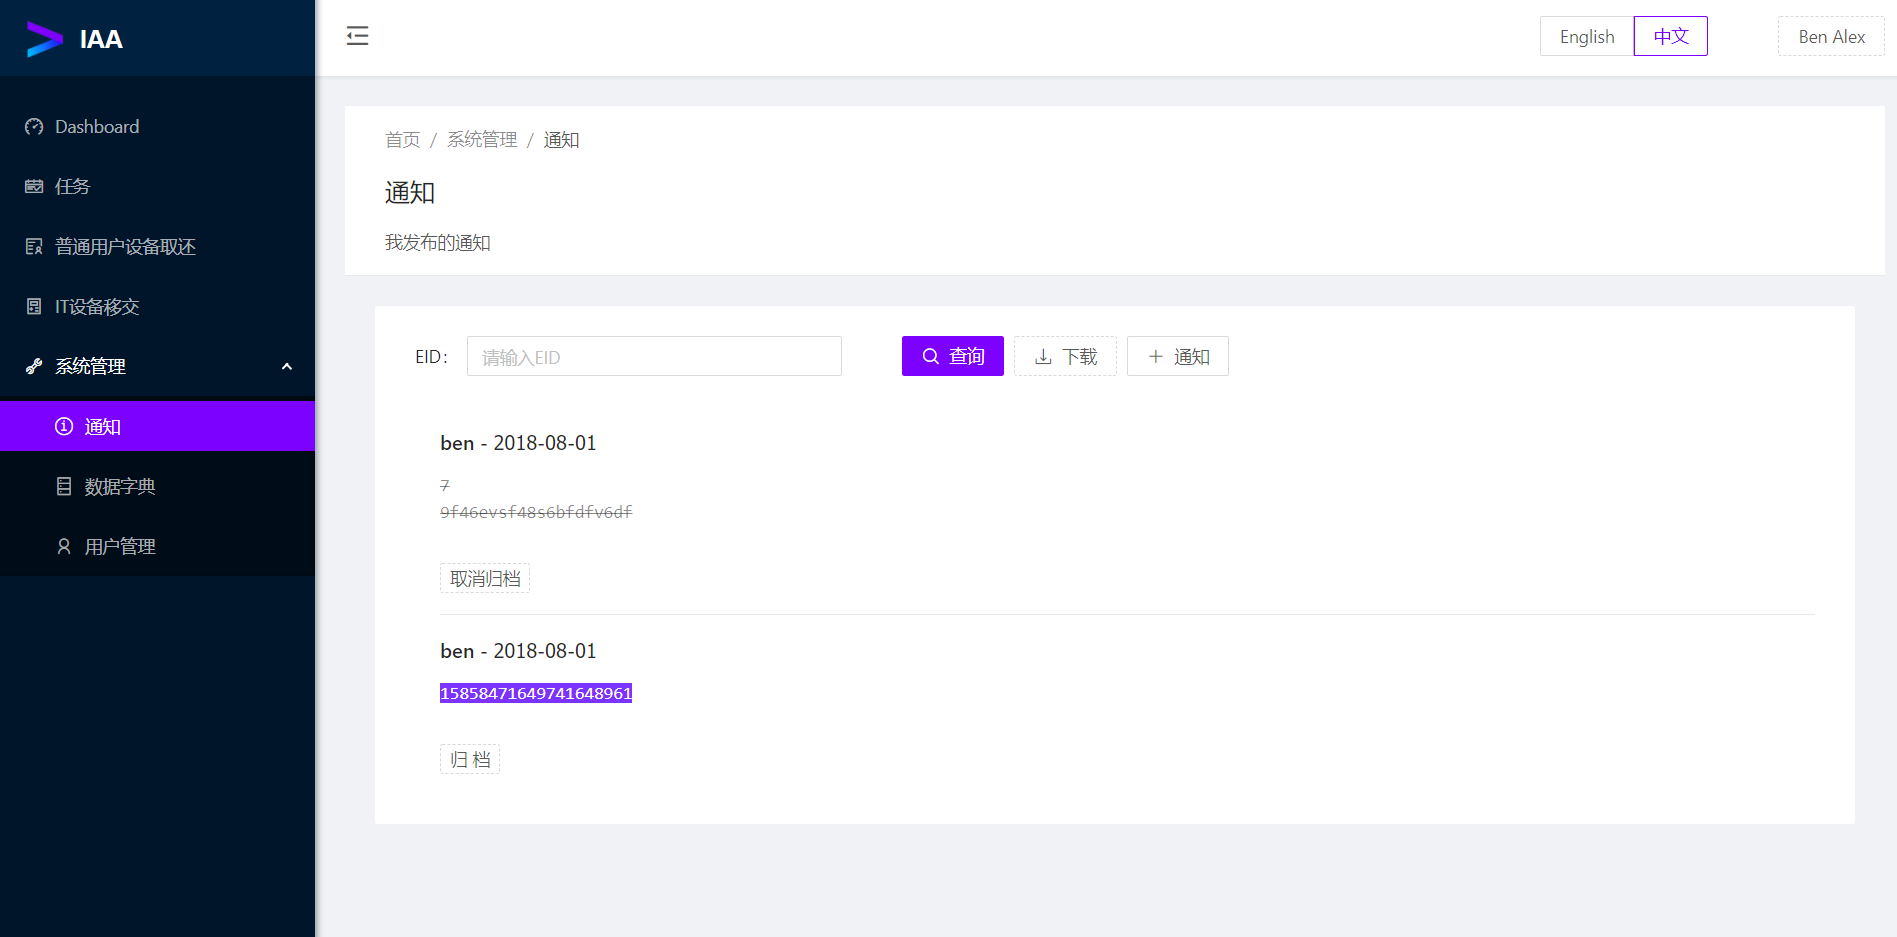 IAA
English
中文
Ben Alex
Dashboard
任务
普通用户设备取还
IT设备移交
系统管理
通知
数据字典
用户管理
首页 / 系统管理 / 通知
通知
我发布的通知
EID:
请输入EID
查询
下载
通知
ben - 2018-08-01
7
9f46evsf48s6bfdfv6df
取消归档
ben - 2018-08-01
15858471649741648961
归 档